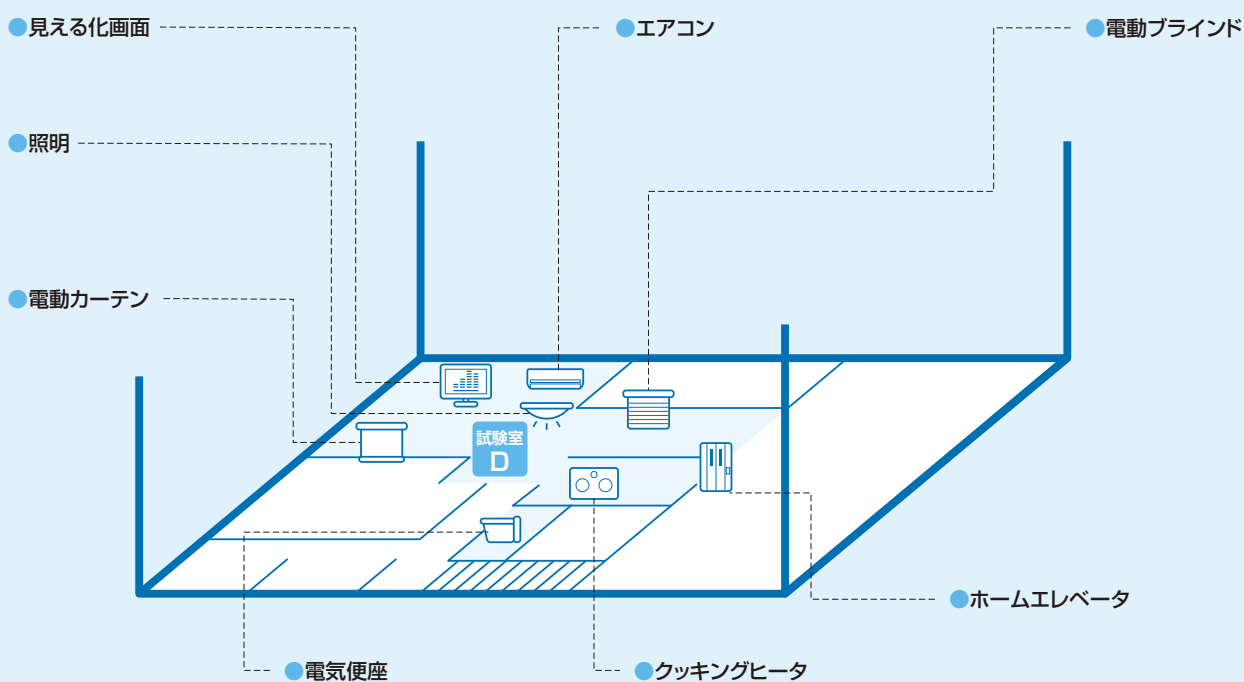 ●見える化画面
●エアコン
●電動ブラインド
●照明
●電動カーテン
試験室
D
●ホームエレベータ
●電気便座
●クッキングヒータ